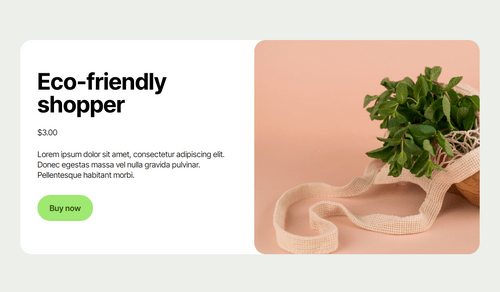 Eco-friendly
shopper
$3.00
Lorem ipsum dolor sit amet, consectetur adipiscing elit.
Donec egestas massa vel nulla gravida pulvinar.
Pellentesque habitant morbi.
Buy now